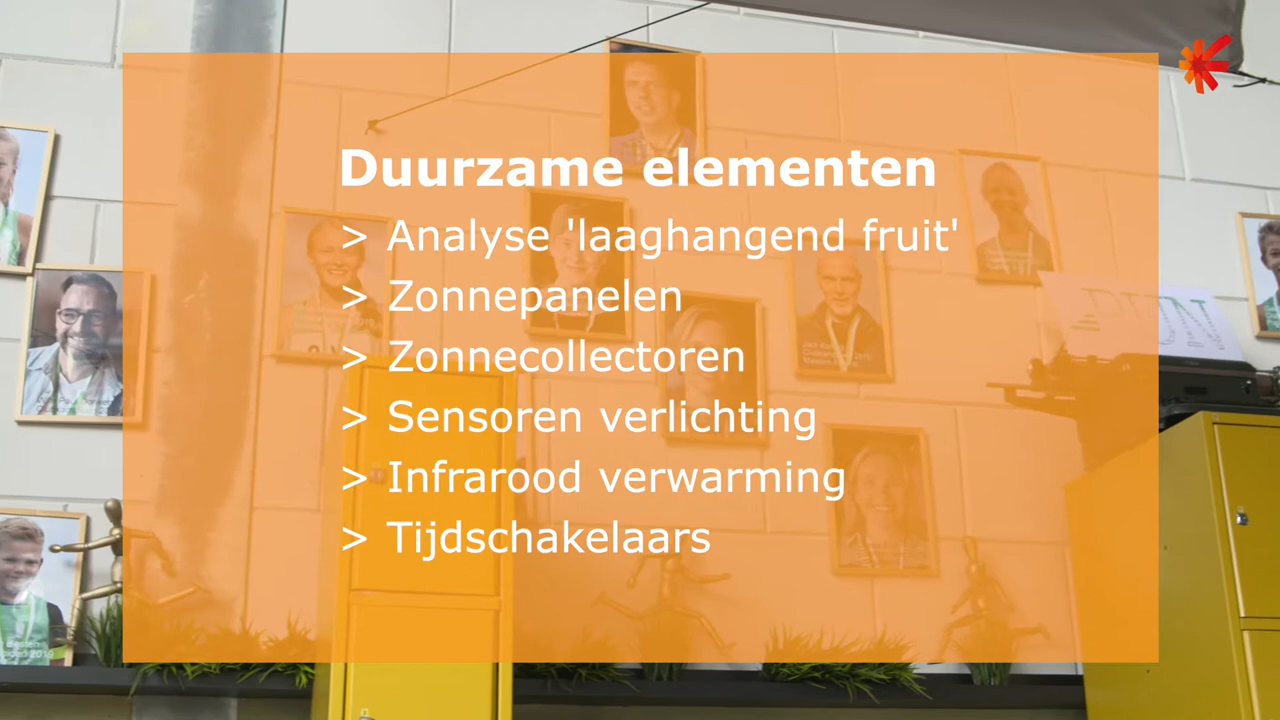 Duurzame elementen
> Analyse 'laaghangend fruit'
> Zonnepanelen
> Zonnecollectoren
> Sensoren verlichting
> Infrarood verwarming
> Tijdschakelaars